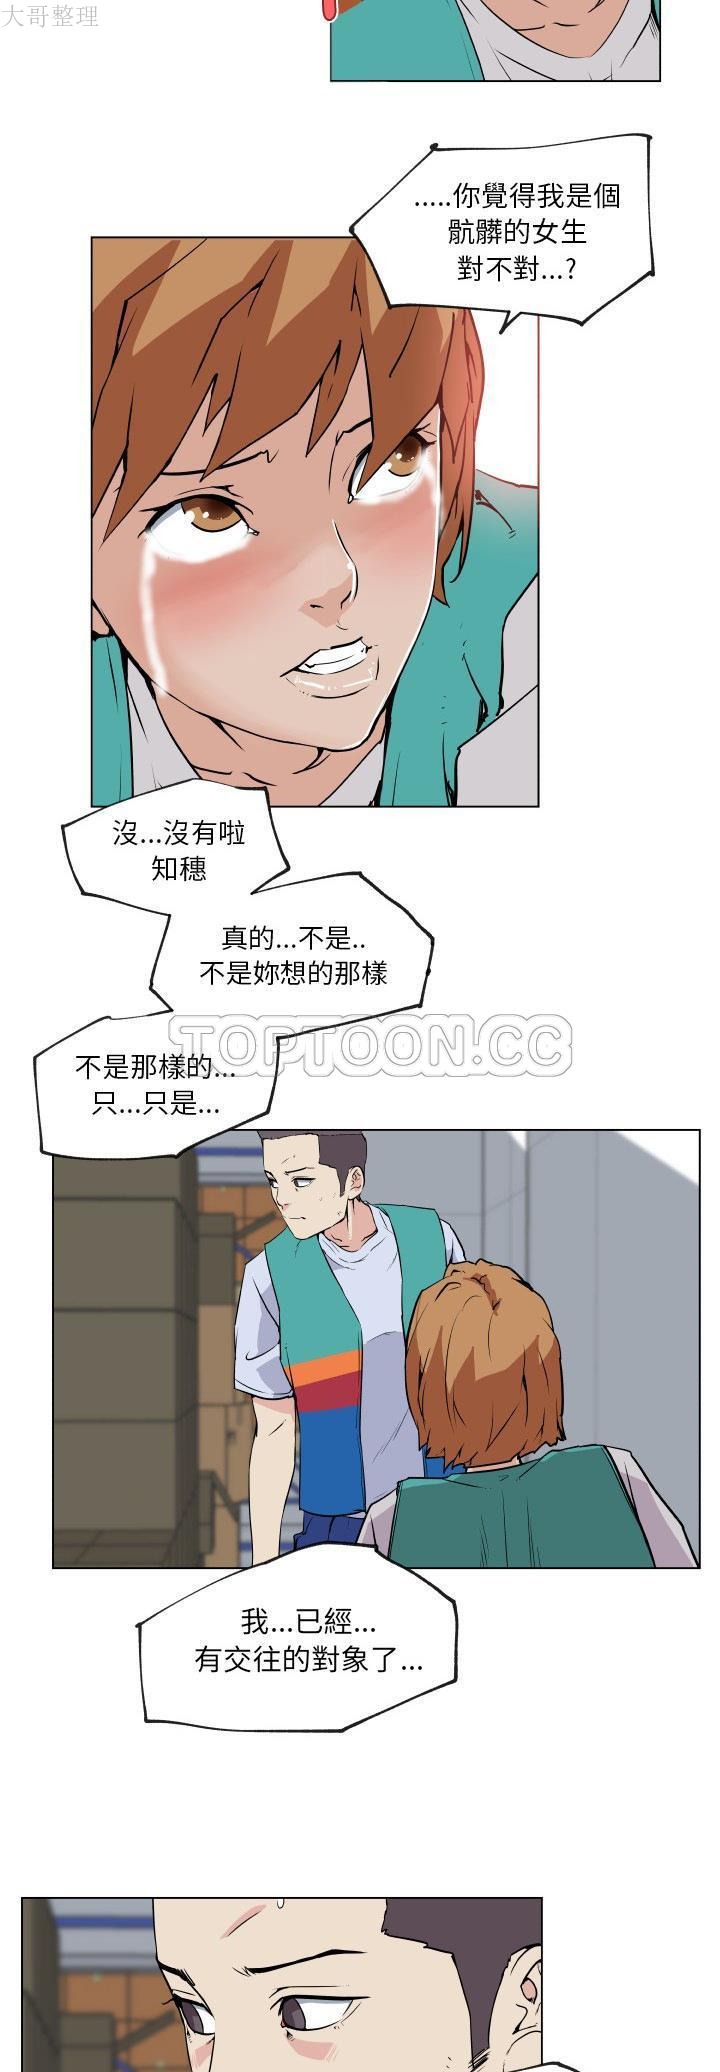 大哥整理
.....你覺得我是個
骯髒的女生
對不對...?
沒...沒有啦
知穗
真的...不是..
不是妳想的那樣
TOPTOON.CC
不是那樣的...
只...只是...
我...已經...
有交往的對象了...